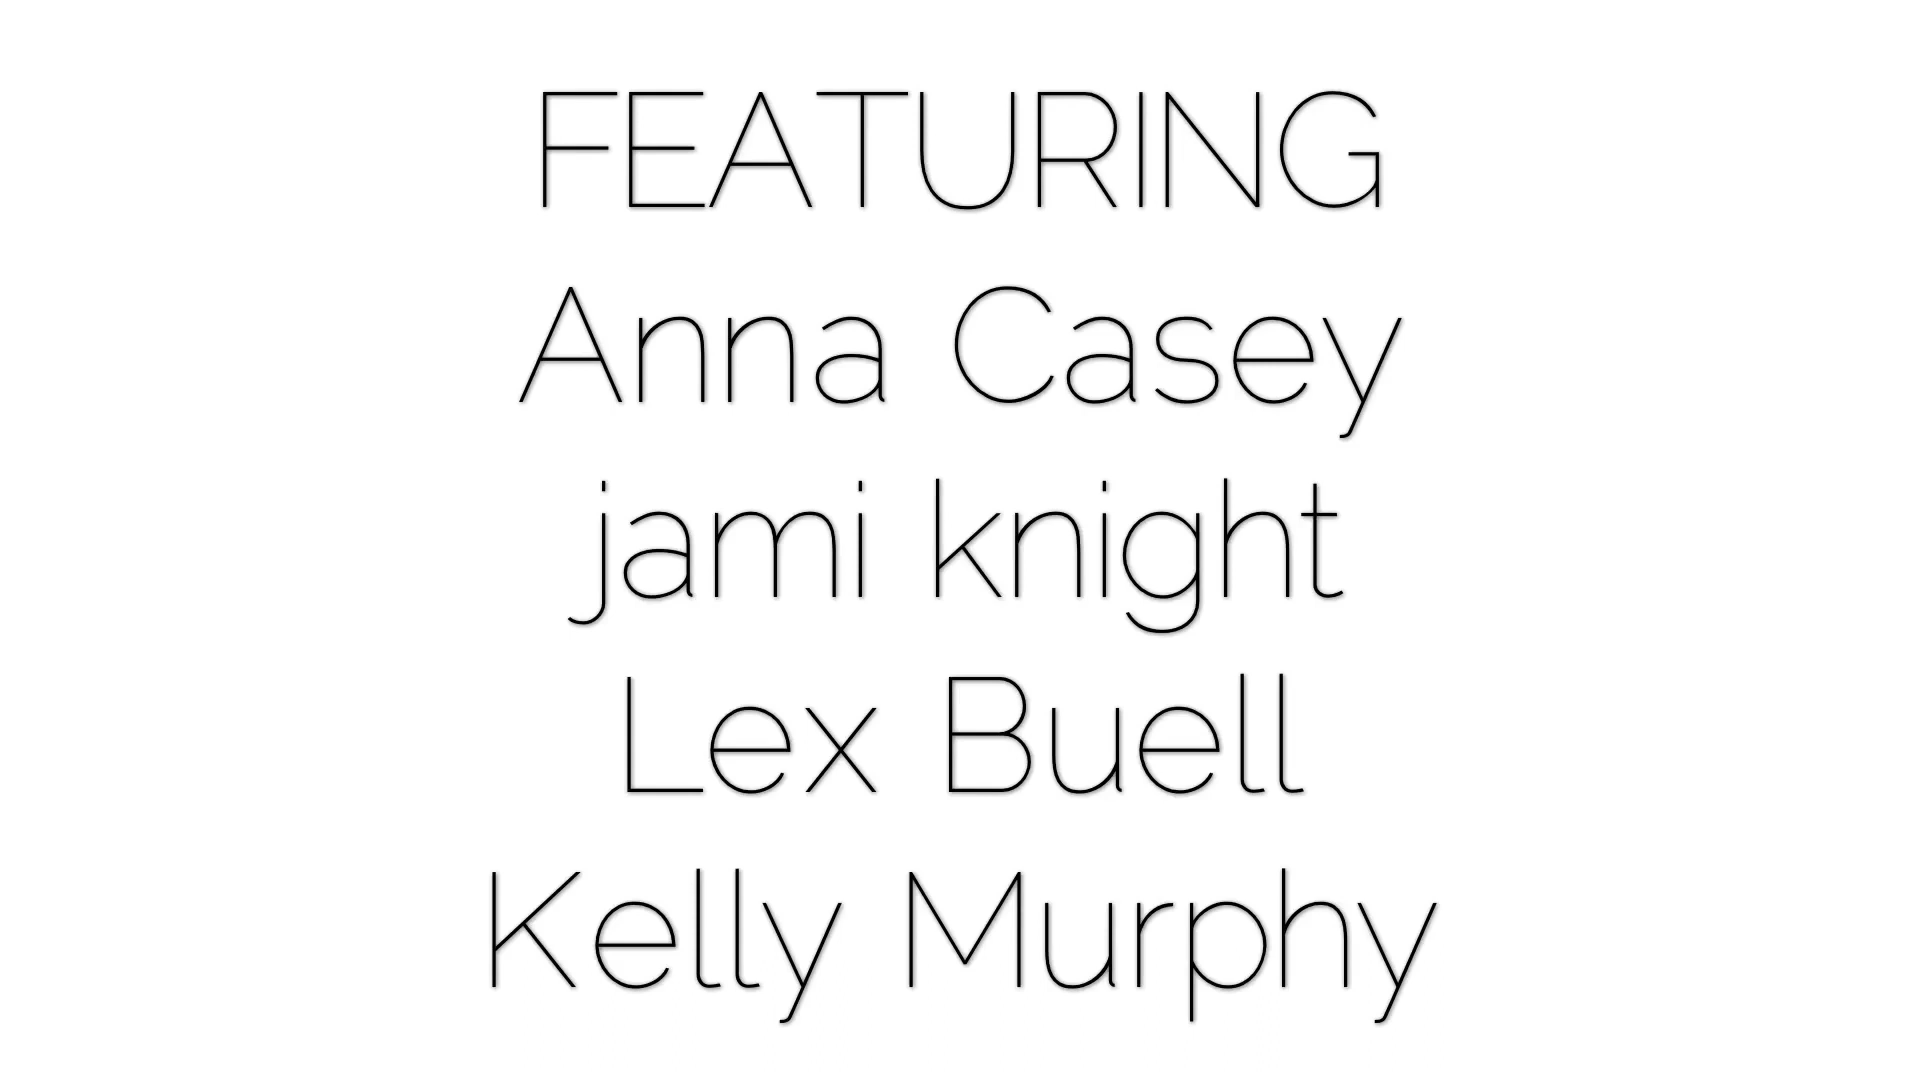 FEATURING
Anna Casey
jami knight
Lex Buell
Kelly Murphy